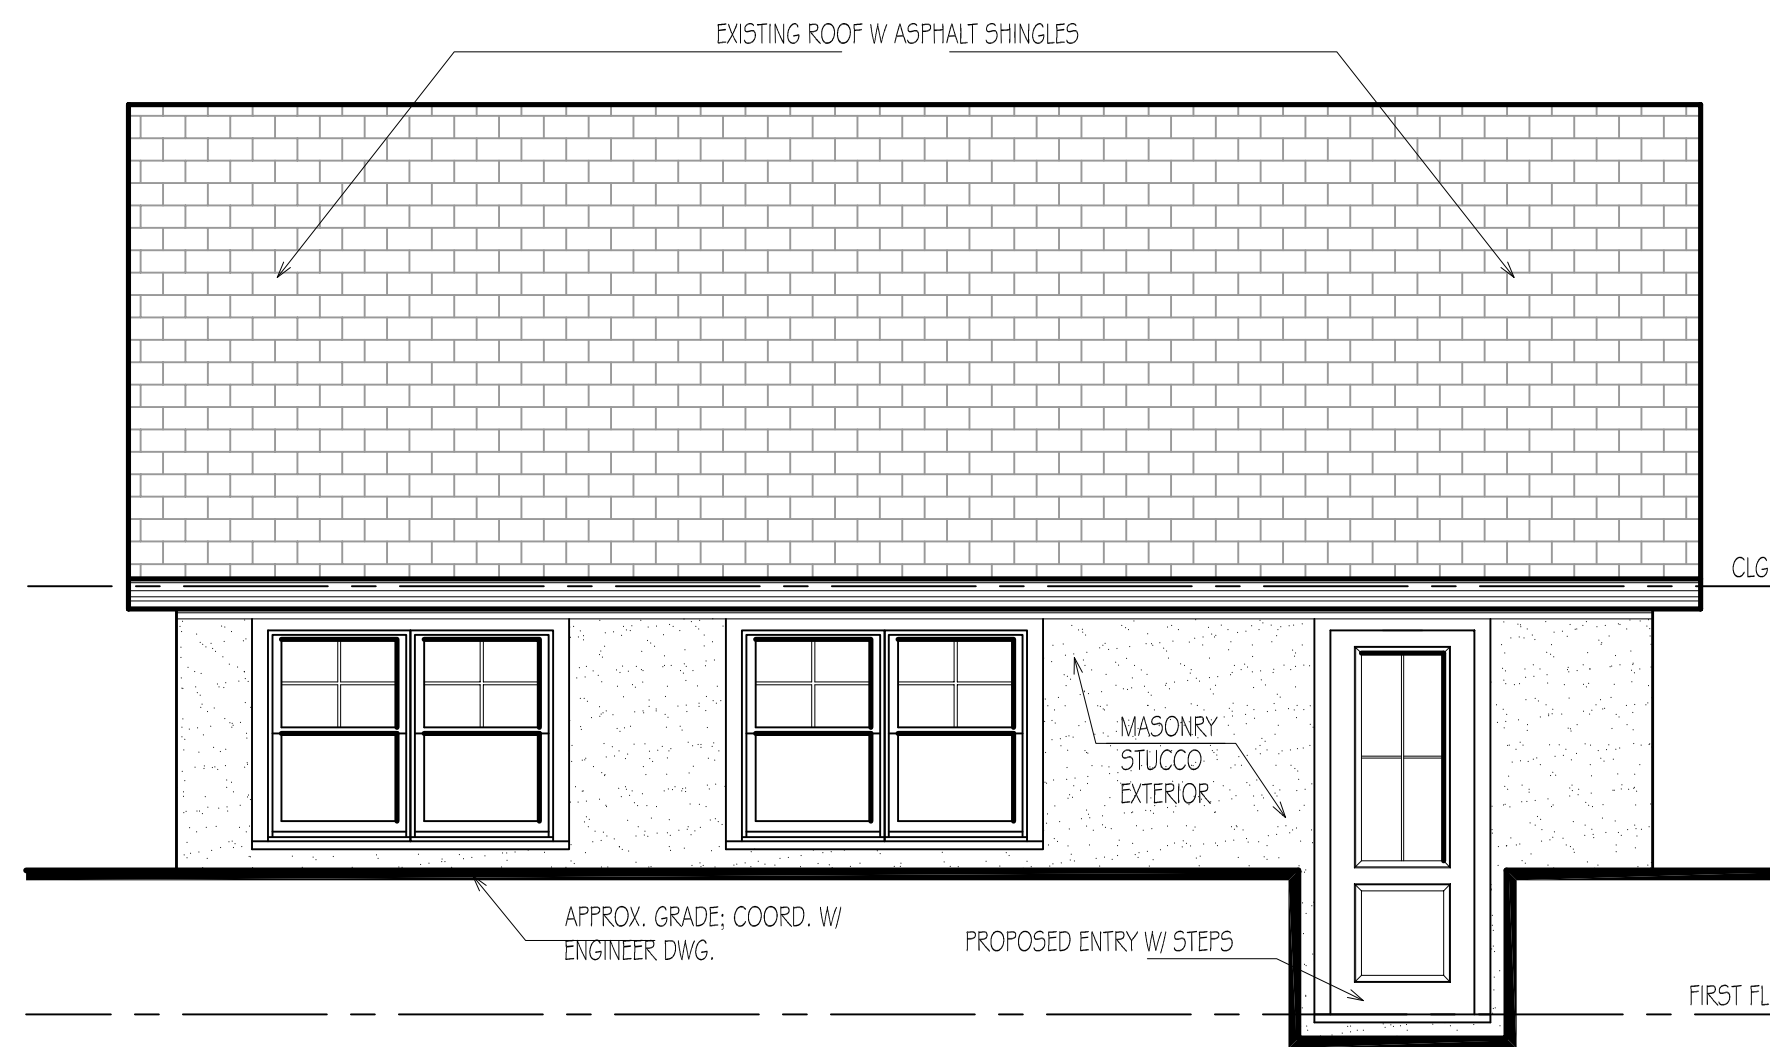 EXISTING ROOF W ASPHALT SHINGLES
CLG
MASONRY
STUCCO
EXTERIOR
APPROX. GRADE; COORD. W/
ENGINEER DWG.
PROPOSED ENTRY W/ STEPS
FIRST FL